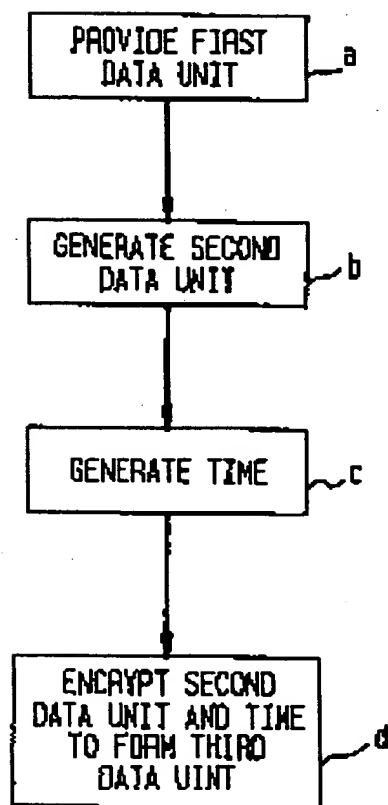 PROVIDE FIRST
DATA UNIT
a
GENERATE SECOND
DATA UNIT
b
GENERATE TIME
c
ENCRYPT SECOND
DATA UNIT AND TIME
TO FORM THIRD
DATA UINT
d